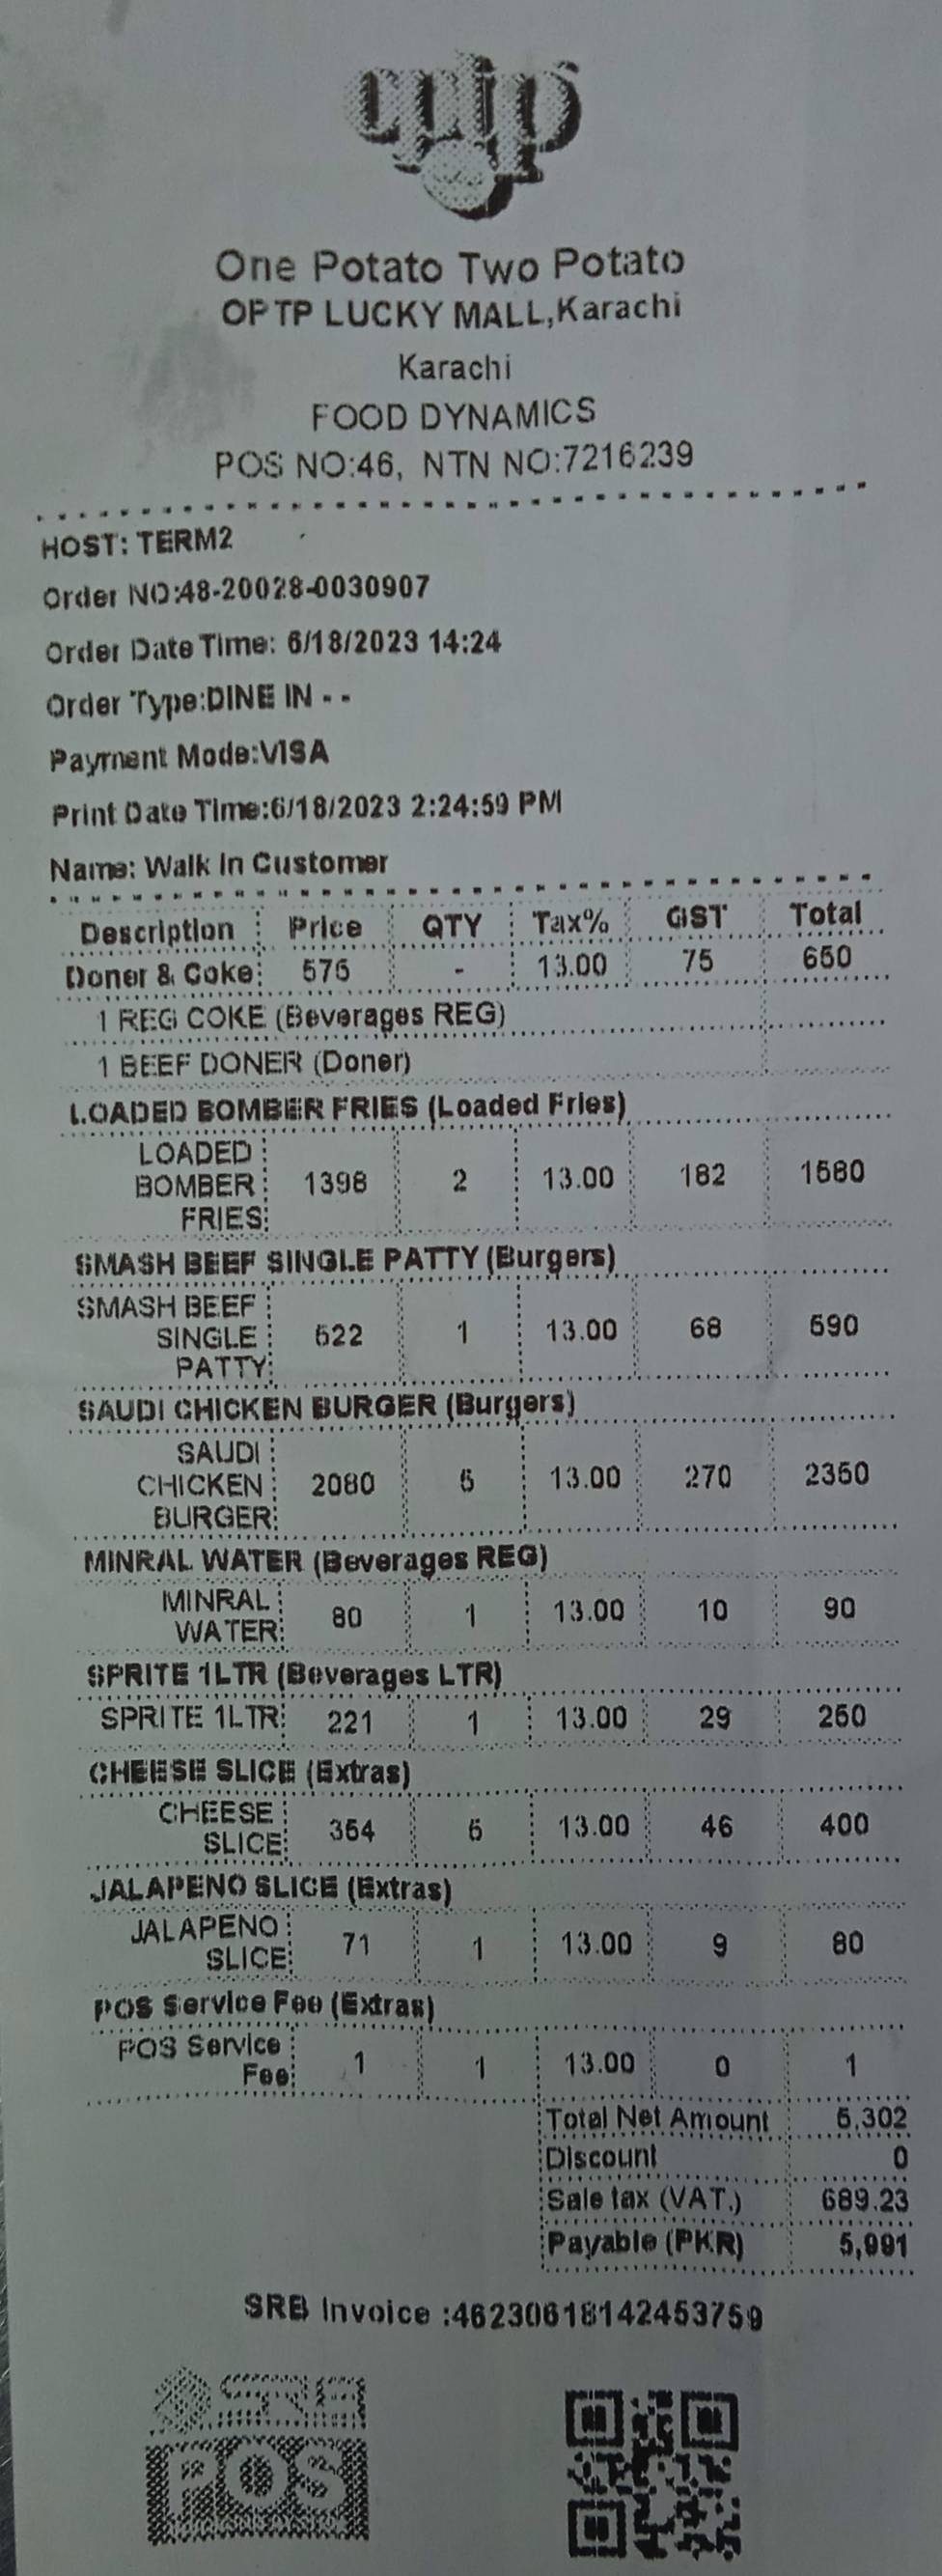 optp
One Potato Two Potato
OPTP LUCKY MALL,Karachi
Karachi
FOOD DYNAMICS
POS NO:46, NTN NO:7216239
HOST: TERM2
Order NO:48-20028-0030907
Order Date Time: 6/18/2023 14:24
Order Type:DINE IN - -
Payment Mode:VISA
Print Date Time:6/18/2023 2:24:59 PM
Name: Walk In Customer
Description Price QTY Tax% GST Total
Doner & Coke 575 - 13.00 75 650
1 REG COKE (Beverages REG)
1 BEEF DONER (Doner)
LOADED BOMBER FRIES (Loaded Fries)
LOADED
BOMBER 1398 2 13.00 182 1580
FRIES
SMASH BEEF SINGLE PATTY (Burgers)
SMASH BEEF
SINGLE 522 1 13.00 68 590
PATTY
SAUDI CHICKEN BURGER (Burgers)
SAUDI
CHICKEN 2080 5 13.00 270 2350
BURGER
MINRAL WATER (Beverages REG)
MINRAL
WATER 80 1 13.00 10 90
SPRITE 1LTR (Beverages LTR)
SPRITE 1LTR 221 1 13.00 29 250
CHEESE SLICE (Extras)
CHEESE
SLICE 354 5 13.00 46 400
JALAPENO SLICE (Extras)
JALAPENO
SLICE 71 1 13.00 9 80
POS Service Fee (Extras)
POS Service
Fee 1 1 13.00 0 1
Total Net Amount 5,302
Discount 0
Sale tax (VAT.) 689.23
Payable (PKR) 5,991
SRB Invoice :46230618142453759
POS